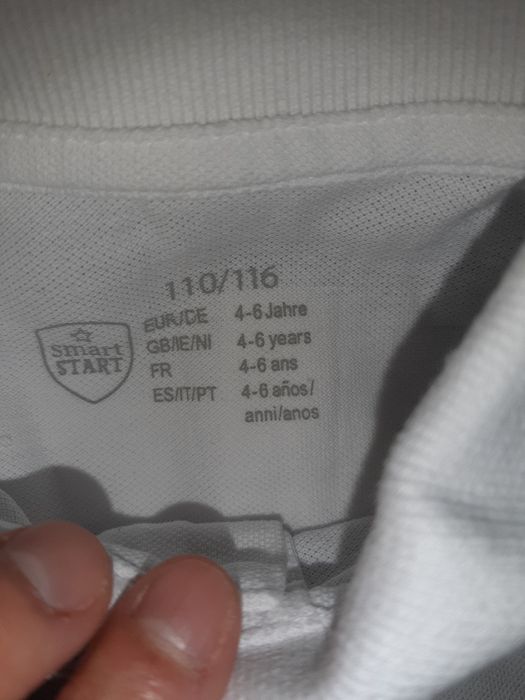 110/116
EUR/DE 4-6 Jahre
GB/IE/NI 4-6 years
FR 4-6 ans
ES/IT/PT 4-6 años/
anni/anos
Smart
START